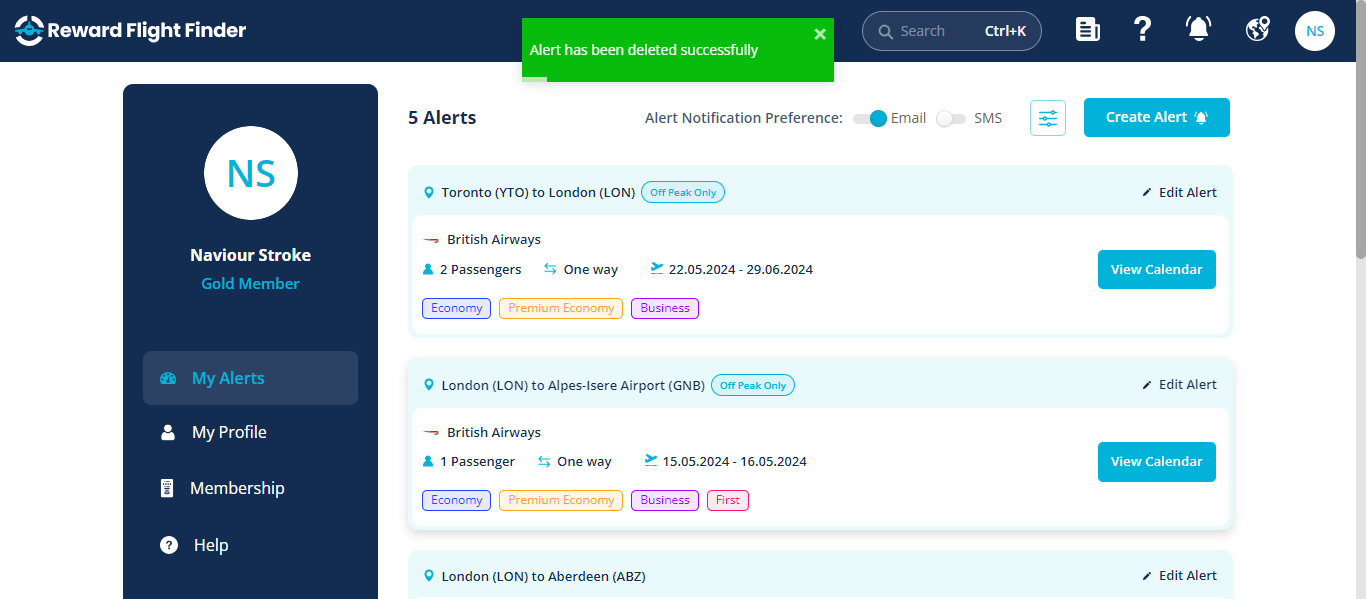 Reward Flight Finder
Alert has been deleted successfully
Search Ctrl+K
NS
NS
Naviour Stroke
Gold Member
My Alerts
My Profile
Membership
Help
5 Alerts
Alert Notification Preference: Email SMS
Create Alert
Toronto (YTO) to London (LON) Off Peak Only
Edit Alert
British Airways
2 Passengers One way 22.05.2024 - 29.06.2024
View Calendar
Economy Premium Economy Business
London (LON) to Alpes-Isere Airport (GNB) Off Peak Only
Edit Alert
British Airways
1 Passenger One way 15.05.2024 - 16.05.2024
View Calendar
Economy Premium Economy Business First
London (LON) to Aberdeen (ABZ)
Edit Alert